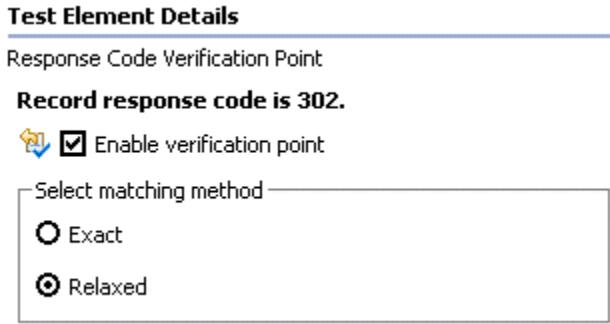 Test Element Details
Response Code Verification Point
Record response code is 302.
Enable verification point
Select matching method
Exact
Relaxed